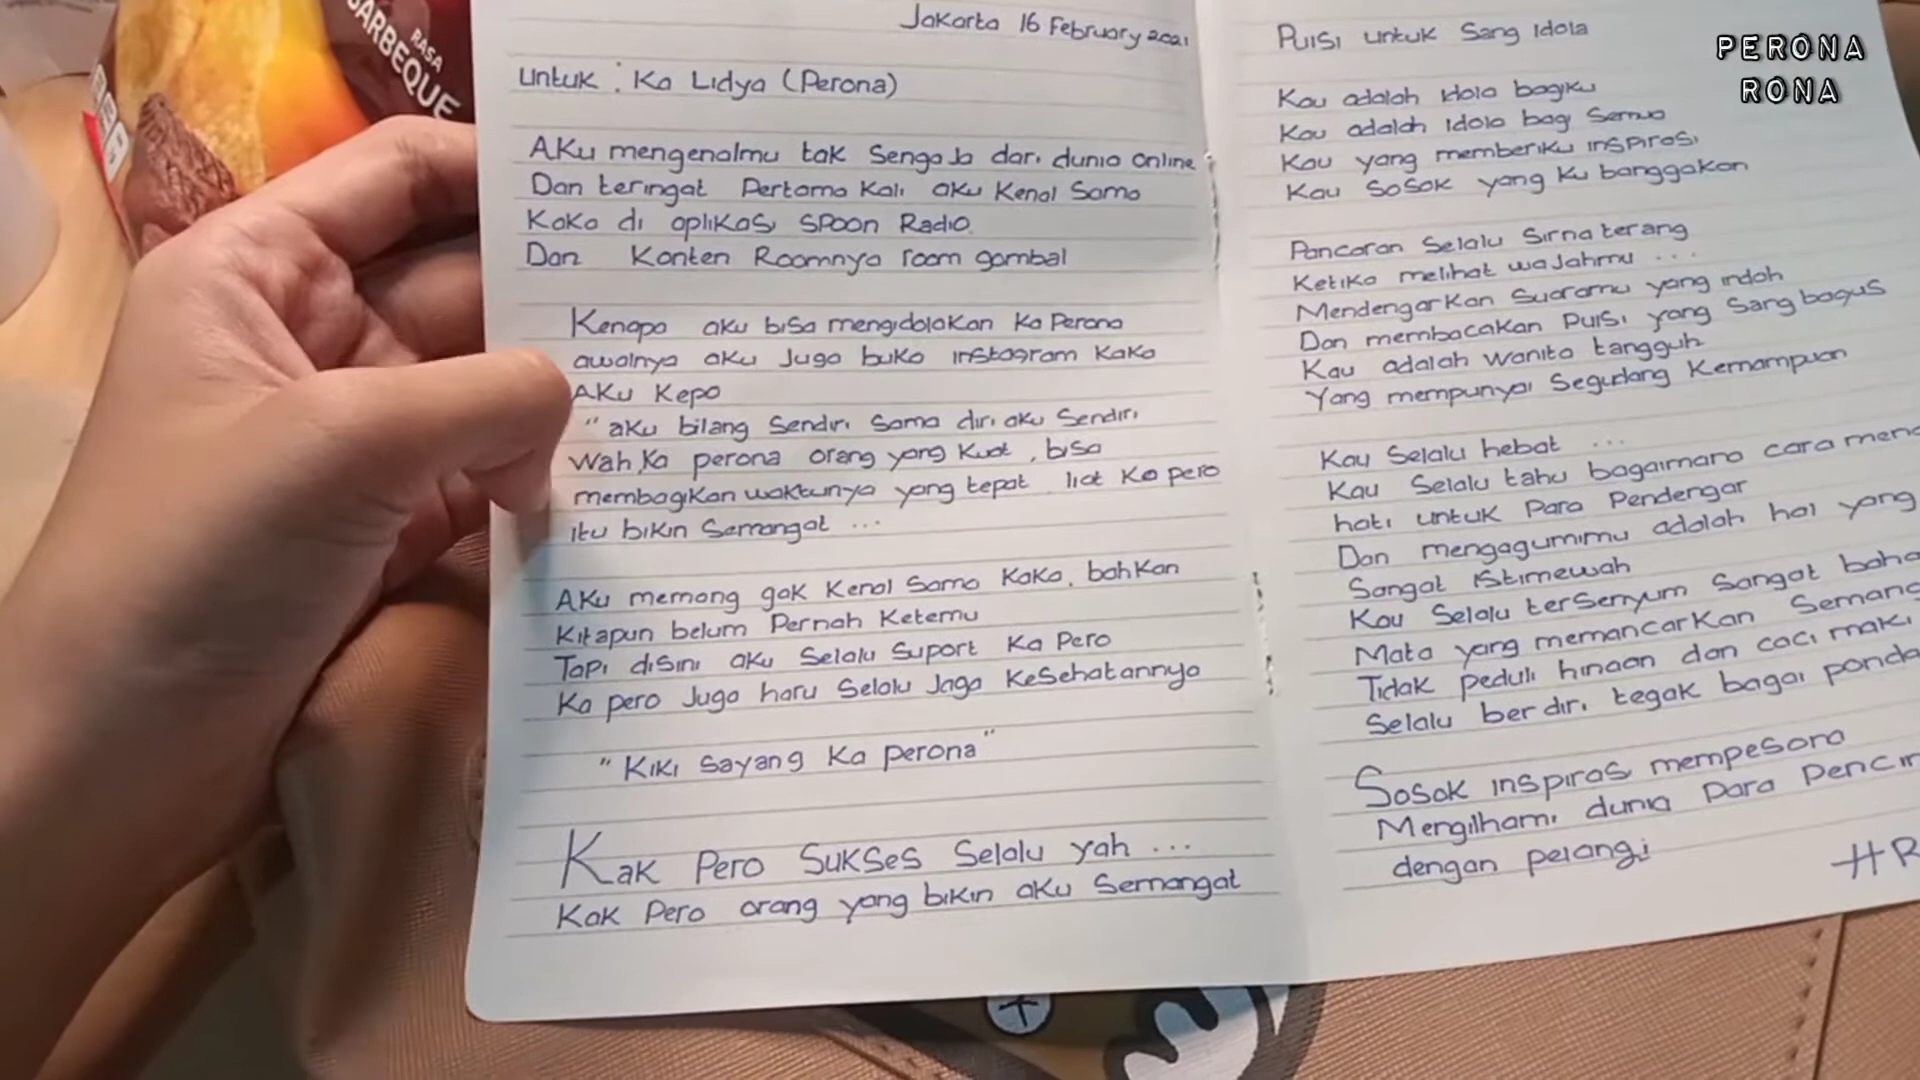 RASA
BARBEQUE
PERONA
RONA
Jakarta 16 February 2021
Untuk : Ka Lidya (Perona)
Aku mengenalmu tak sengaja dari dunia online
Dan teringat Pertama Kali aku Kenal Sama
Kaka di aplikasi SPoon Radio.
Dan Konten Roomnya room gombal
Kenapa aku bisa mengidolakan Ka Perona
awalnya aku Juga buka instagram Kaka
Aku Kepo
"aku bilang Sendiri Sama diri aku Sendiri
Wah Ka perona orang yang Kuat, bisa
membagikan waktunya yang tepat liat Ka pero
itu bikin Semangat ...
Aku memang gak Kenal Sama Kaka, bahkan
Kitapun belum Pernah Ketemu
Tapi disini aku Selalu Suport Ka Pero
Ka pero Juga haru Selalu Jaga Kesehatannya
"Kiki Sayang Ka perona"
Kak Pero Sukses Selalu yah ...
Kak Pero orang yang bikin aku Semangat
Puisi untuk Sang Idola
Kau adalah Idola bagiku
Kau adalah Idola bagi Semua
Kau yang memberiku inspirasi
Kau Sosok yang Ku banggakan
Pancaran Selalu Sirna terang
Ketika melihat wajahmu ...
Mendengarkan Suaramu yang indah
Dan membacakan Puisi yang Sang bagus
Kau adalah Wanita tangguh
Yang mempunyai Segudang Kemampuan
Kau Selalu hebat ...
Kau Selalu tahu bagaimana cara
hati untuk Para Pendengar
Dan mengagumimu adalah hal yang
Sangat istimewah
Kau Selalu tersenyum Sangat
Mata yang memancarkan
Tidak peduli hinaan dan caci maki
Selalu berdiri tegak bagai
Sosok inspirasi mempesona
Mengilhami dunia Para
dengan pelangi